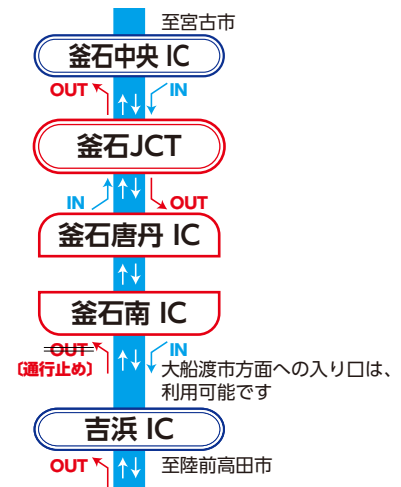 至宮古市
釜石中央 IC
OUT
IN
釜石JCT
IN
OUT
釜石唐丹 IC
釜石南 IC
OUT
IN
〔通行止め〕
大船渡市方面への入り口は、
利用可能です
吉浜 IC
OUT
至陸前高田市